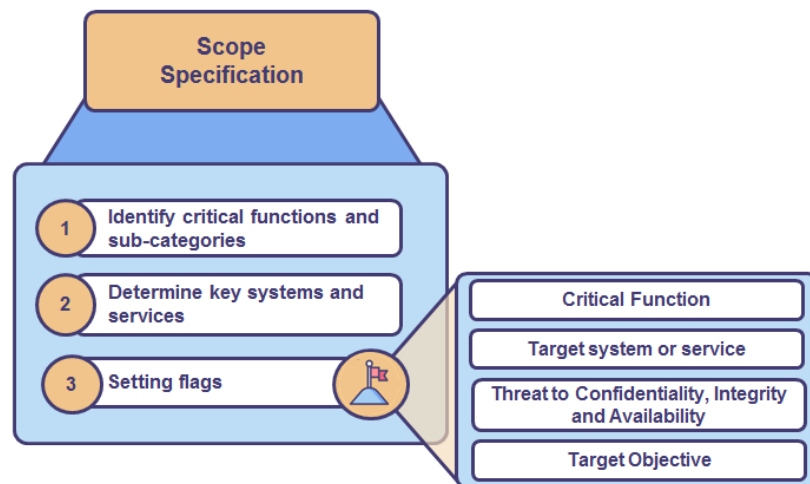 Scope
Specification
1
Identify critical functions and
sub-categories
2
Determine key systems and
services
3
Setting flags
Critical Function
Target system or service
Threat to Confidentiality, Integrity
and Availability
Target Objective